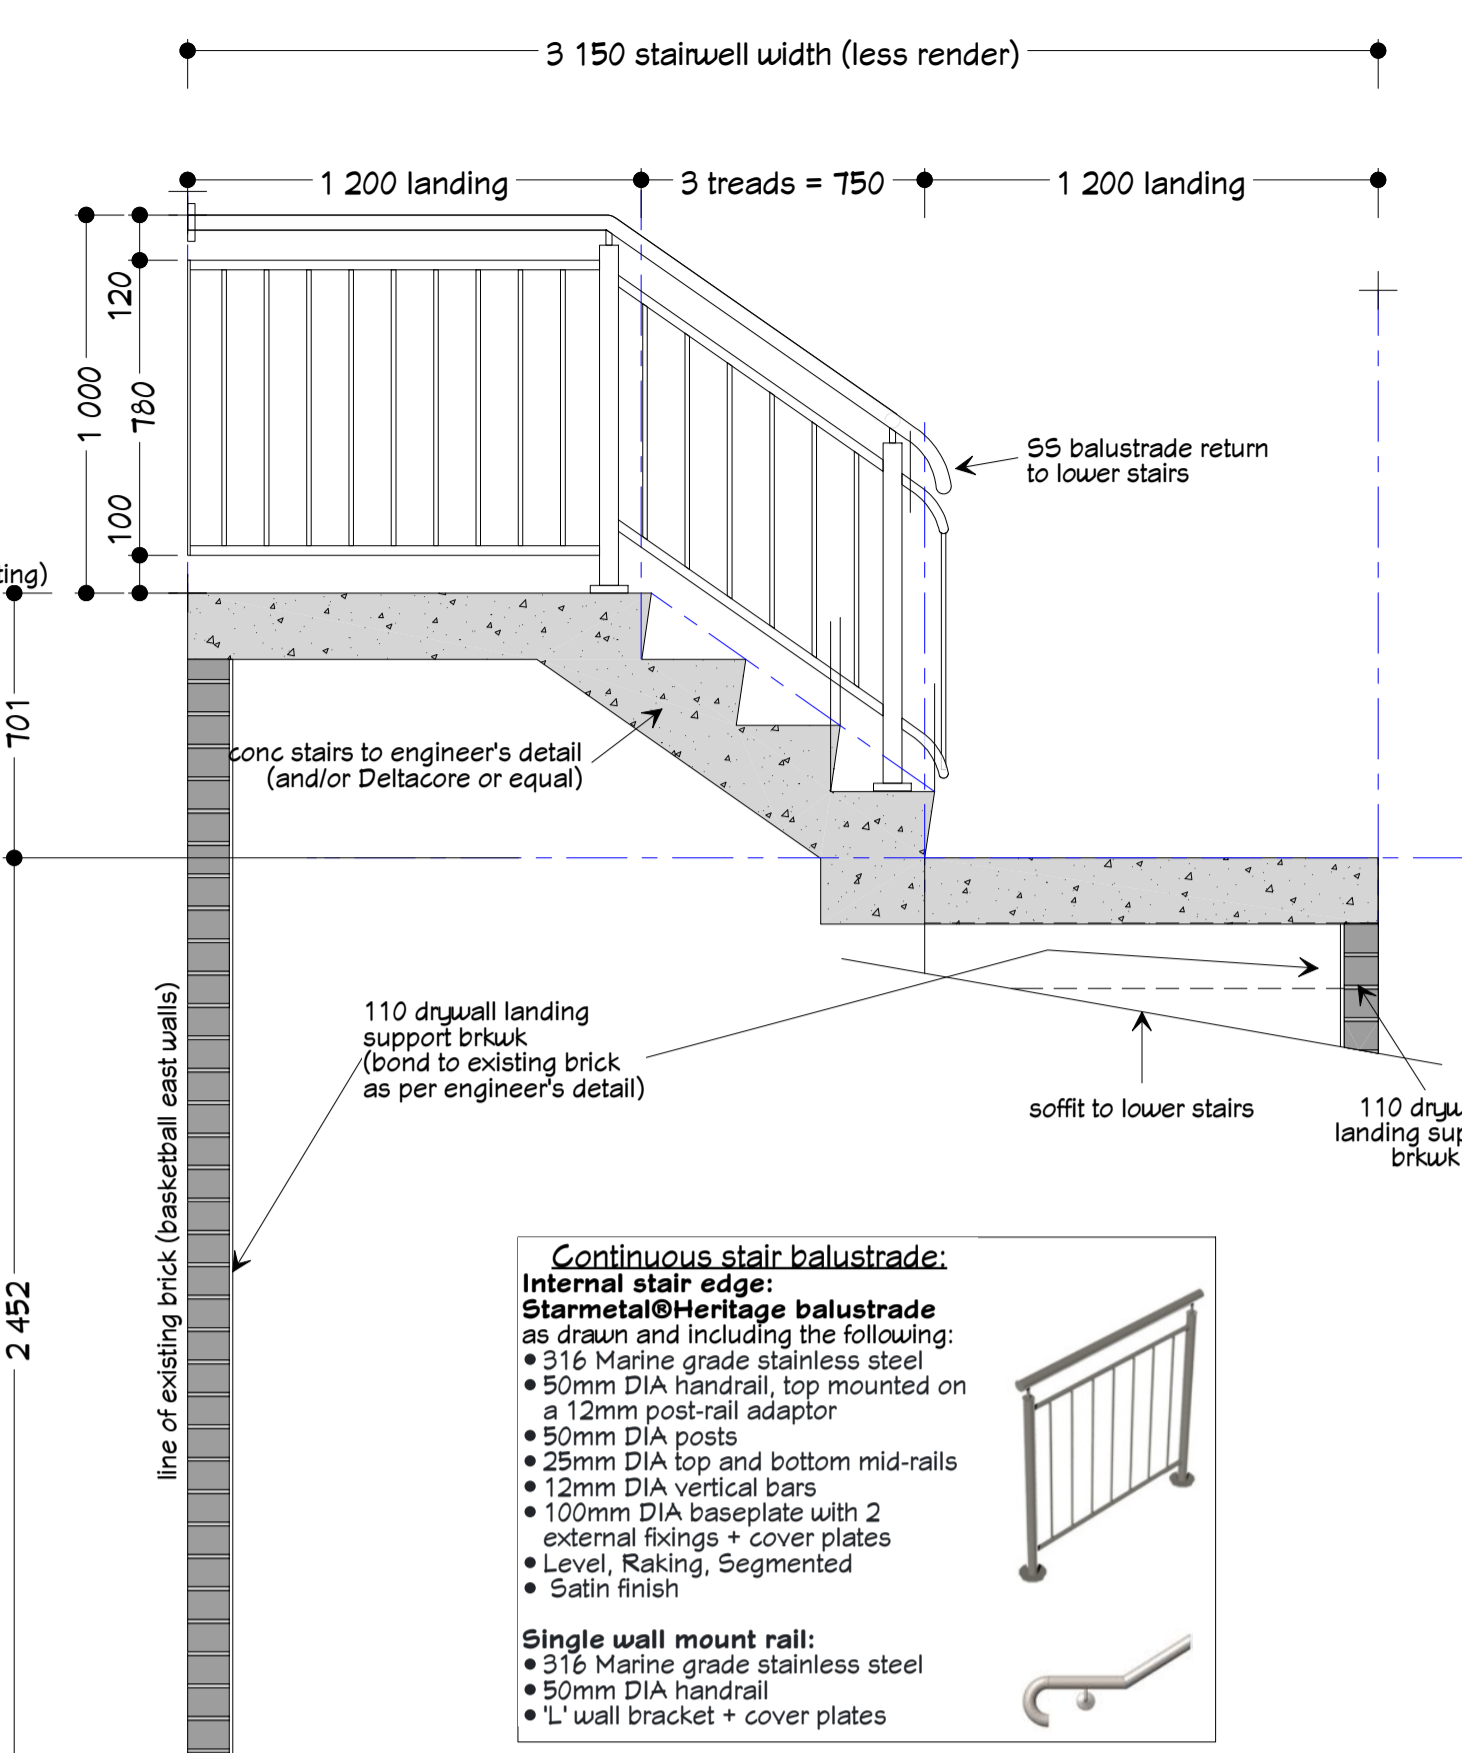 3 150 stairwell width (less render)
1 200 landing
3 treads = 750
1 200 landing
120
1 000
780
100
SS balustrade return
to lower stairs
701
conc stairs to engineer's detail
(and/or Deltacore or equal)
line of existing brick (basketball east walls)
110 drywall landing
support brkwk
(bond to existing brick
as per engineer's detail)
soffit to lower stairs
110
landing
brkwk
2 452
Continuous stair balustrade:
Internal stair edge:
Starmetal®Heritage balustrade
as drawn and including the following:
• 316 Marine grade stainless steel
• 50mm DIA handrail, top mounted on
a 12mm post-rail adaptor
• 50mm DIA posts
• 25mm DIA top and bottom mid-rails
• 12mm DIA vertical bars
• 100mm DIA baseplate with 2
external fixings + cover plates
• Level, Raking, Segmented
• Satin finish
Single wall mount rail:
• 316 Marine grade stainless steel
• 50mm DIA handrail
• 'L' wall bracket + cover plates